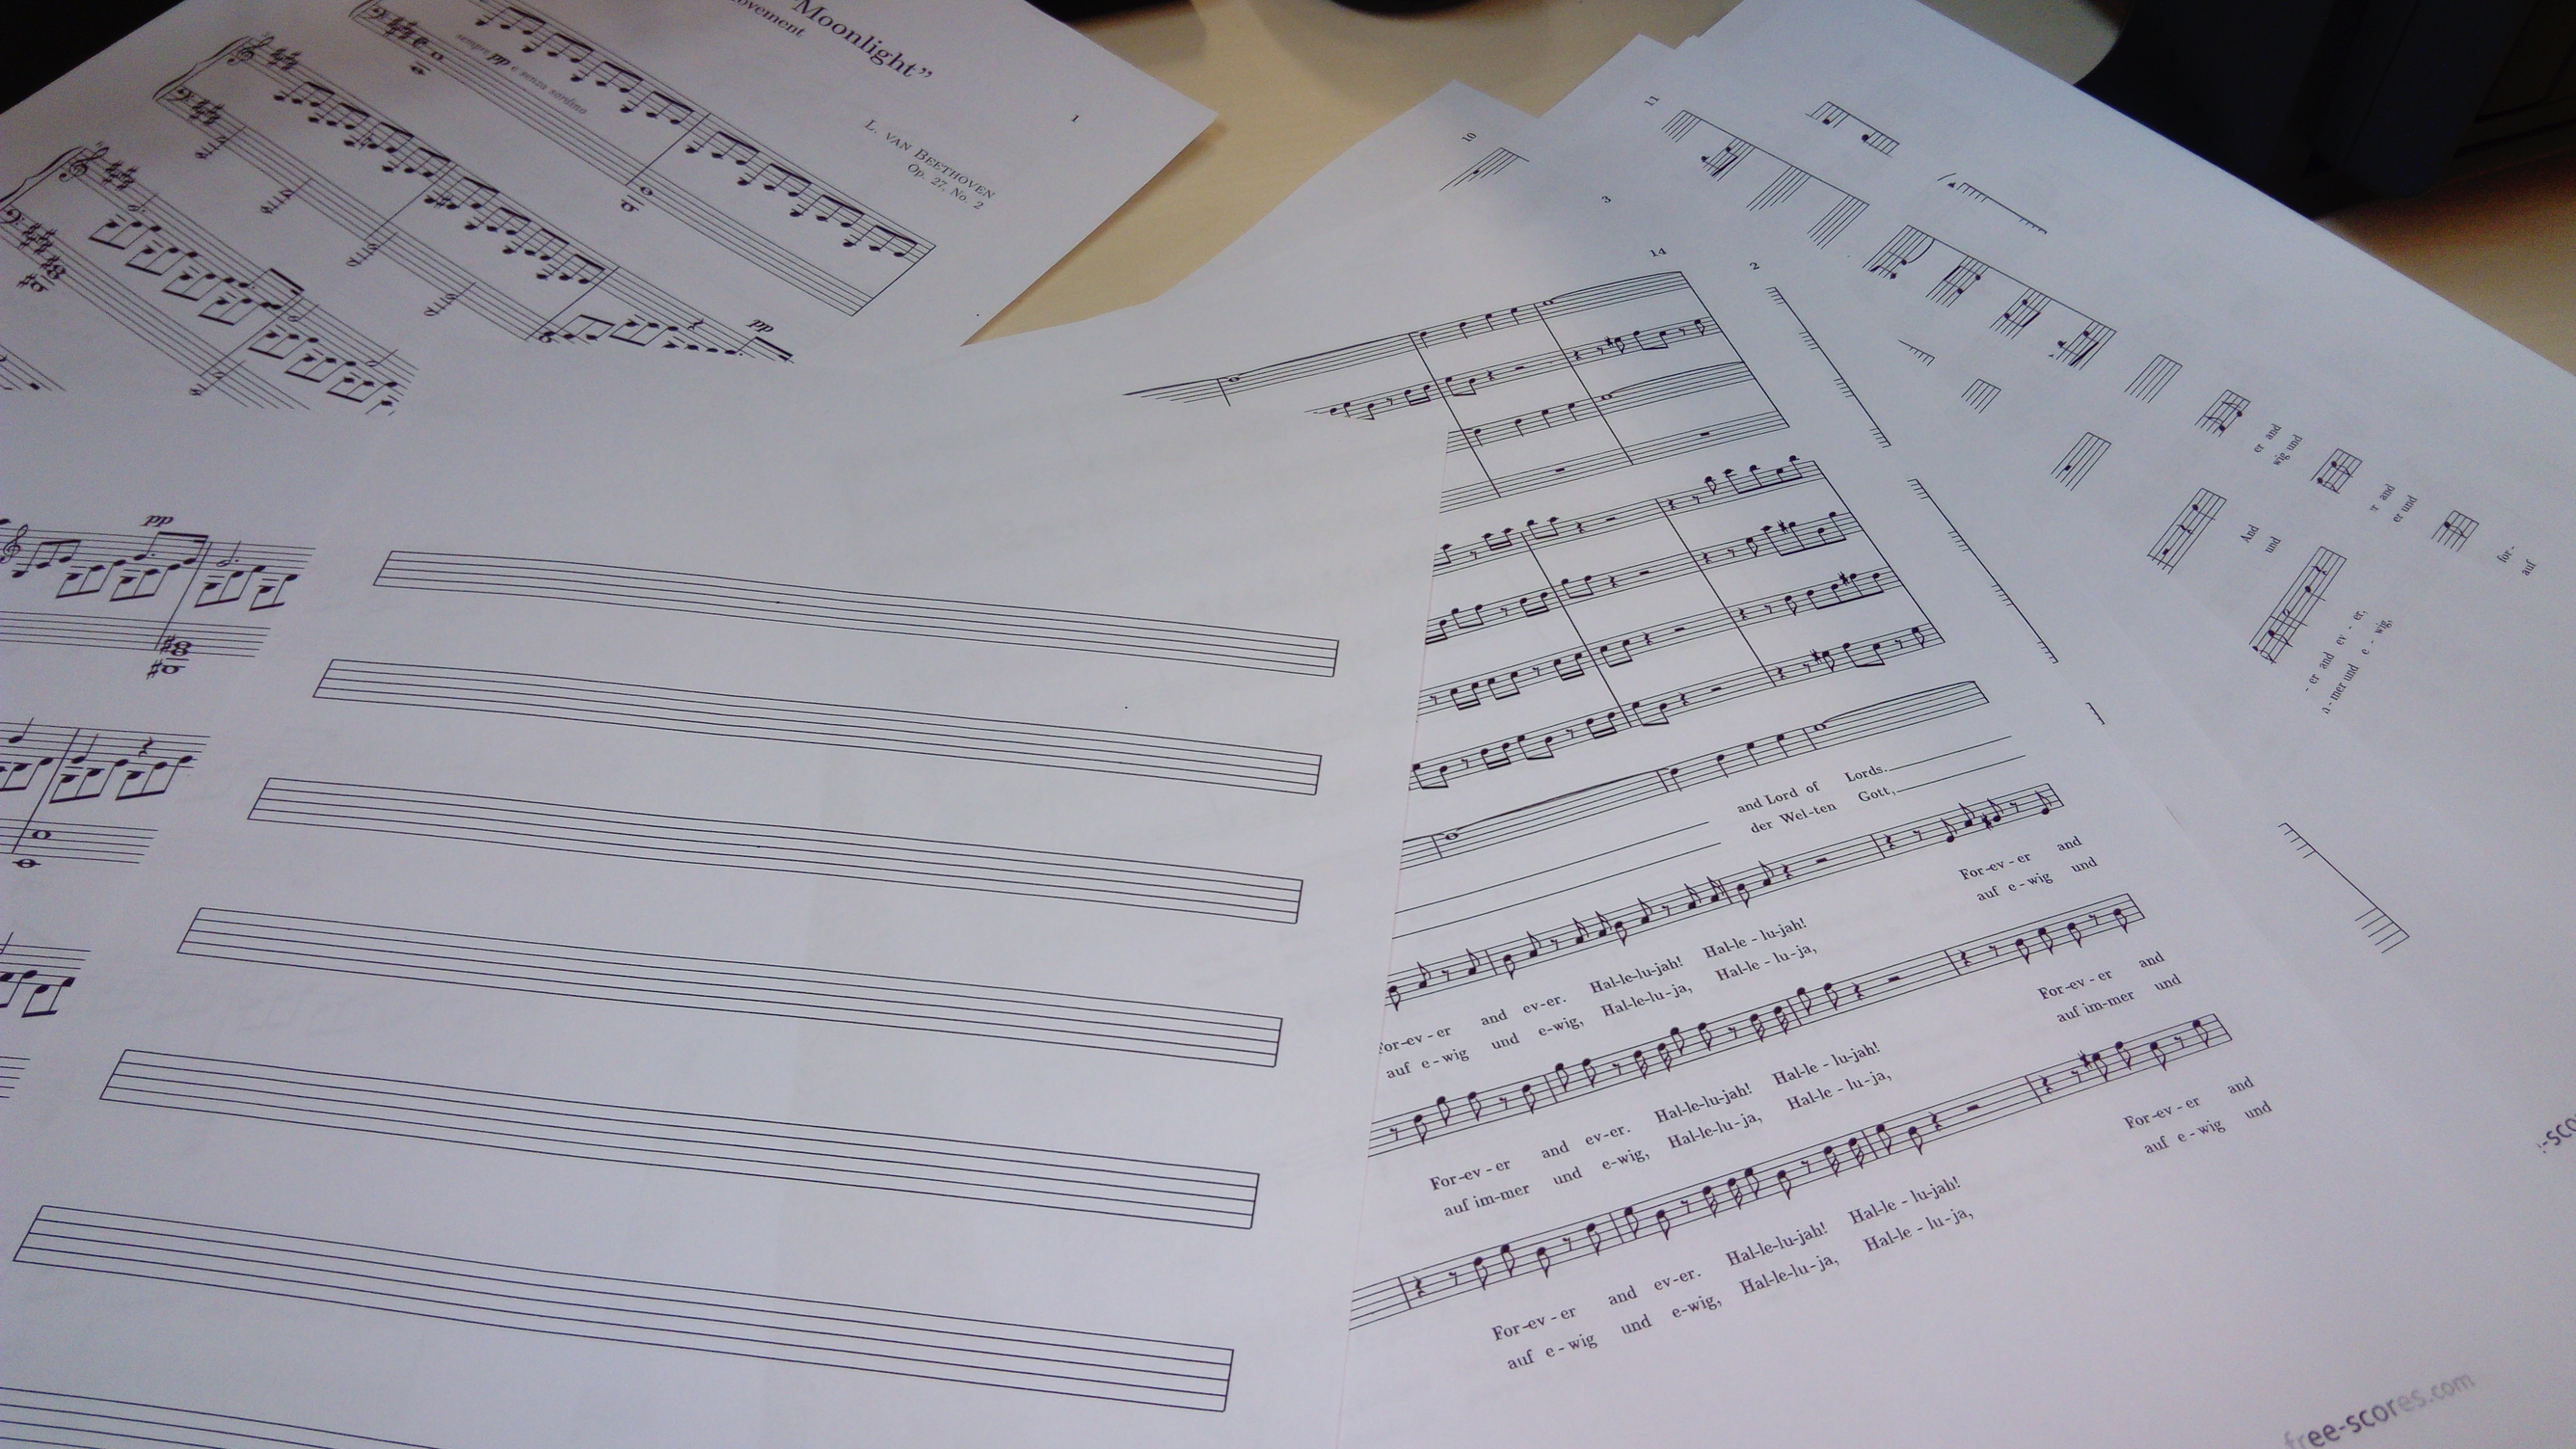 Moonlight”
1
L. VAN BEETHOVEN
Op. 27, No. 2
sempre pp e senza sordino
pp
pp
10
3
14
and Lord of Lords.
der Wel-ten Gott,
For-ev-er and
auf e-wig und
For-ev-er and ev-er. Hal-le-lu-jah! Hal-le-lu-jah!
auf e-wig und e-wig, Hal-le-lu-ja, Hal-le-lu-ja,
For-ev-er and
auf im-mer und
For-ev-er and ev-er. Hal-le-lu-jah! Hal-le-lu-jah!
auf im-mer und e-wig, Hal-le-lu-ja, Hal-le-lu-ja,
For-ev-er and
auf e-wig und
For-ev-er and ev-er. Hal-le-lu-jah! Hal-le-lu-jah!
auf e-wig und e-wig, Hal-le-lu-ja, Hal-le-lu-ja,
free-scores.com
11
2
er and
wig und
and
er und
for-
auf
And
und
-er and ev-er,
a-mer und e-wig,